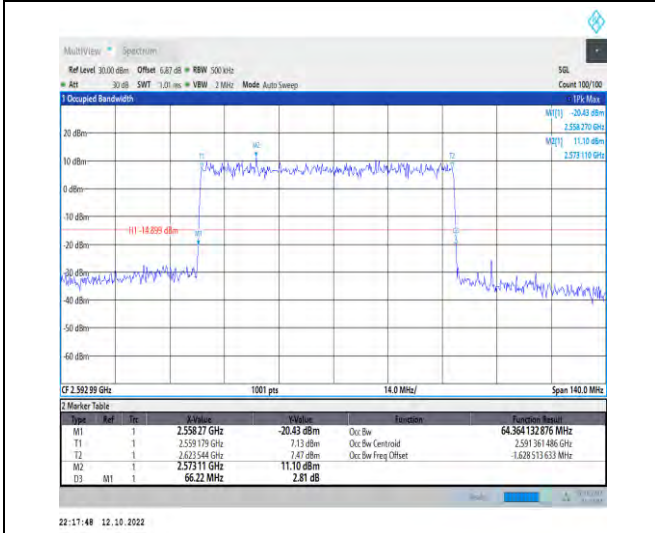 MultiView Spectrum
Ref Level 30.00 dBm Offset 6.87 dB RBW 500 kHz SGL
Att 30 dB SWT 1.01 ms VBW 2 MHz Mode Auto Sweep Count 100/100
1 Occupied Bandwidth 1Pk Max
M1[1] -20.43 dBm
2.558 270 GHz
20 dBm
M2[1] 11.10 dBm
2.573 110 GHz
M2
T1 T2
10 dBm
0 dBm
-10 dBm
H1 -14.899 dBm
M1 D3
-30 dBm
-40 dBm
-50 dBm
-60 dBm
CF 2.592 99 GHz 1001 pts 14.0 MHz/ Span 140.0 MHz
2 Marker Table
Type Ref Trc X-Value Y-Value Function Function Result
M1 1 2.55827 GHz -20.43 dBm Occ Bw 64.364 132 876 MHz
T1 1 2.559 179 GHz 7.13 dBm Occ Bw Centroid 2.591 361 486 GHz
T2 1 2.623 544 GHz 7.47 dBm Occ Bw Freq Offset -1.628 513 633 MHz
M2 1 2.57311 GHz 11.10 dBm
D3 M1 1 66.22 MHz 2.81 dB
22:17:48 12.10.2022